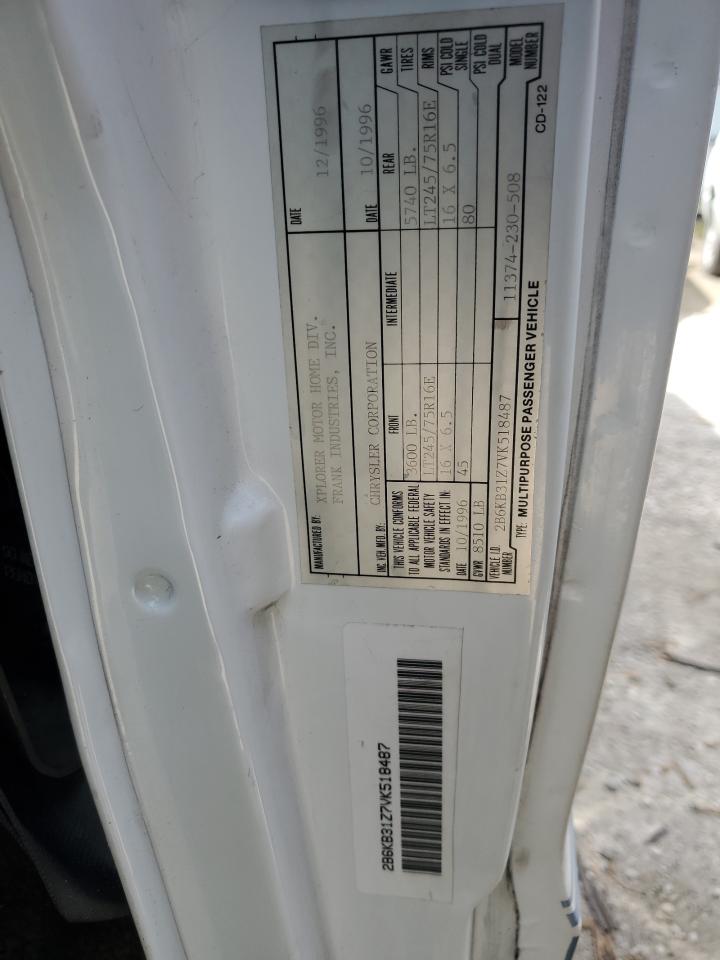 MANUFACTURED BY: XPLORER MOTOR HOME DIV. DATE
FRANK INDUSTRIES, INC. 12/1996
INC. VEH. MFD. BY: CHRYSLER CORPORATION DATE 10/1996
THIS VEHICLE CONFORMS FRONT INTERMEDIATE REAR GAWR
TO ALL APPLICABLE FEDERAL 3600 LB. 5740 LB. TIRES
MOTOR VEHICLE SAFETY LT245/75R16E LT245/75R16E RIMS
STANDARDS IN EFFECT IN: 16 X 6.5 16 X 6.5 PSI COLD SINGLE
DATE 10/1996 45 80 PSI COLD DUAL
GVWR 8510 LB
VEHICLE I.D. NUMBER 2B6KB31Z7VK518487 11374-230-508 MODEL NUMBER
TYPE: MULTIPURPOSE PASSENGER VEHICLE CD-122
2B6KB31Z7VK518487